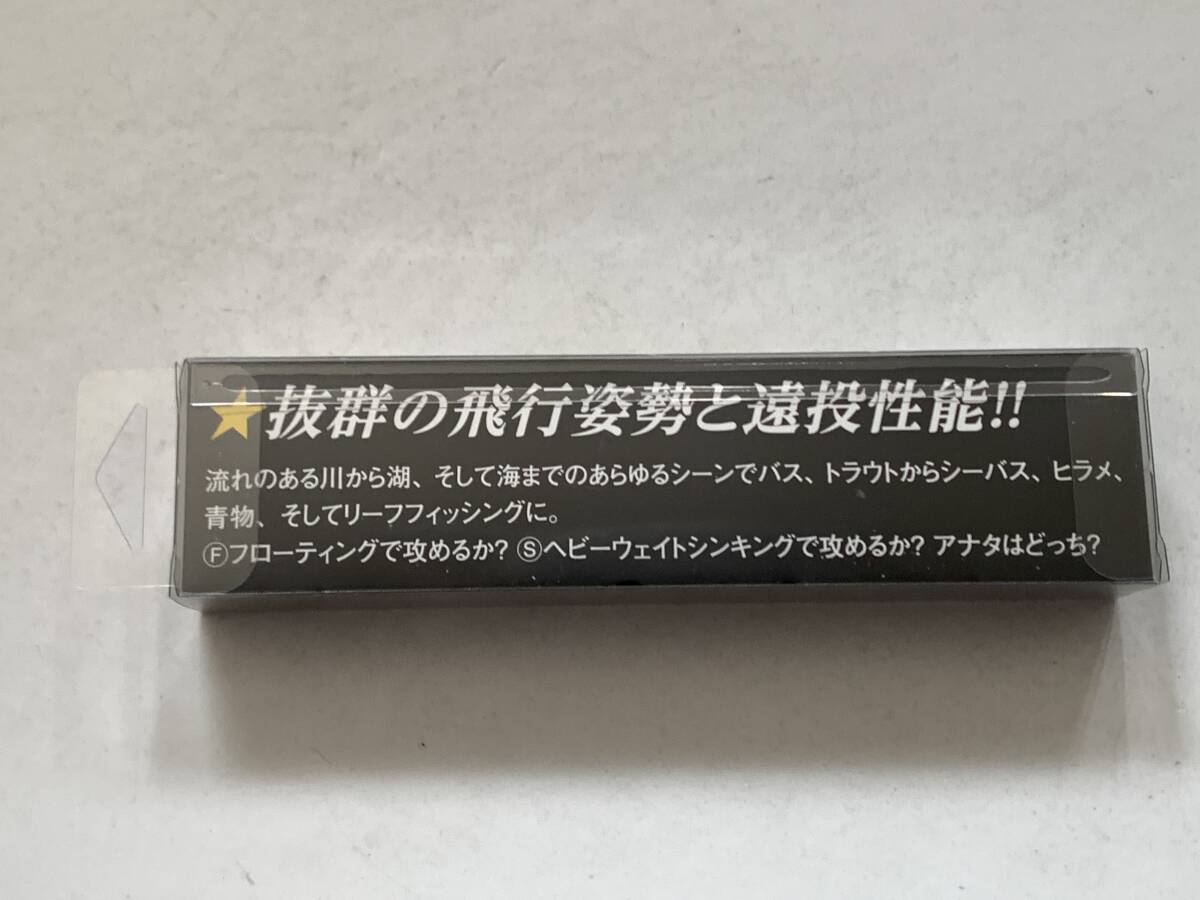 ★抜群の飛行姿勢と遠投性能!!
流れのある川から湖、そして海までのあらゆるシーンでバス、トラウトからシーバス、ヒラメ、
青物、そしてリーフフィッシングに。
Ⓕフローティングで攻めるか? Ⓢヘビーウェイトシンキングで攻めるか? アナタはどっち?